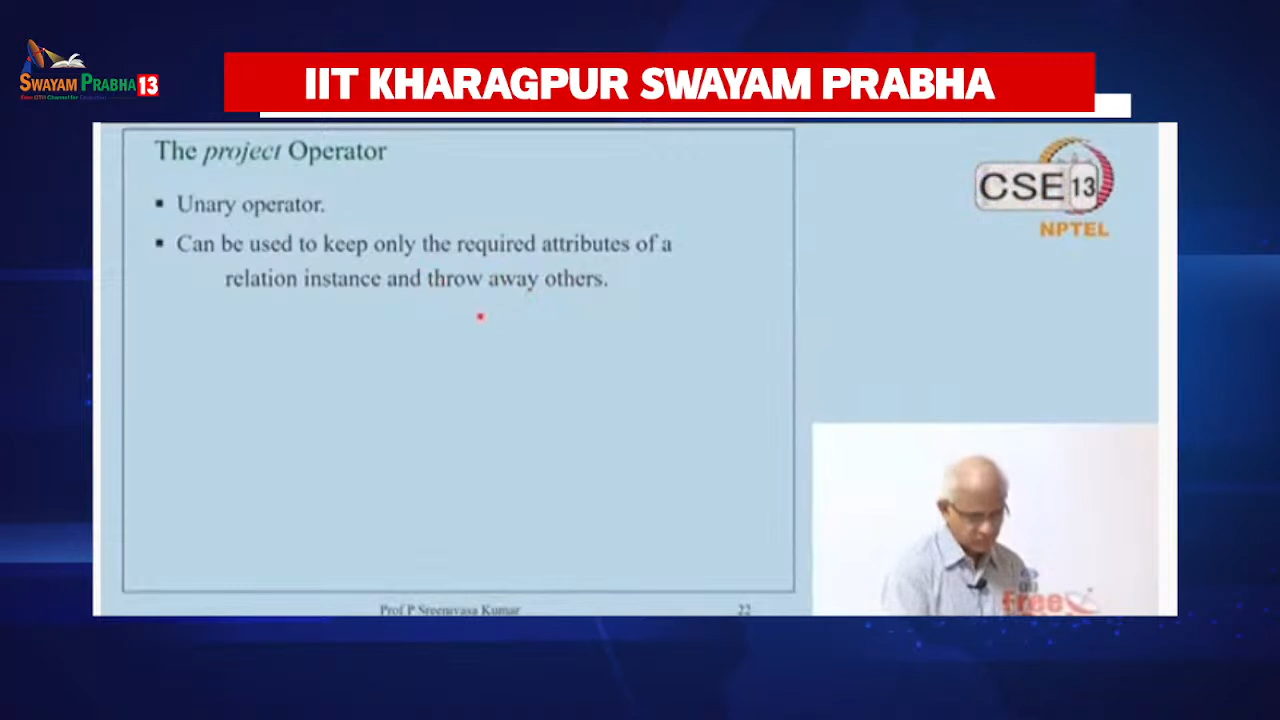 SWAYAM PRABHA 13
IIT KHARAGPUR SWAYAM PRABHA
The project Operator
▪ Unary operator.
▪ Can be used to keep only the required attributes of a
relation instance and throw away others.
CSE 13
NPTEL
free
Prof P Sreenivasa Kumar
22